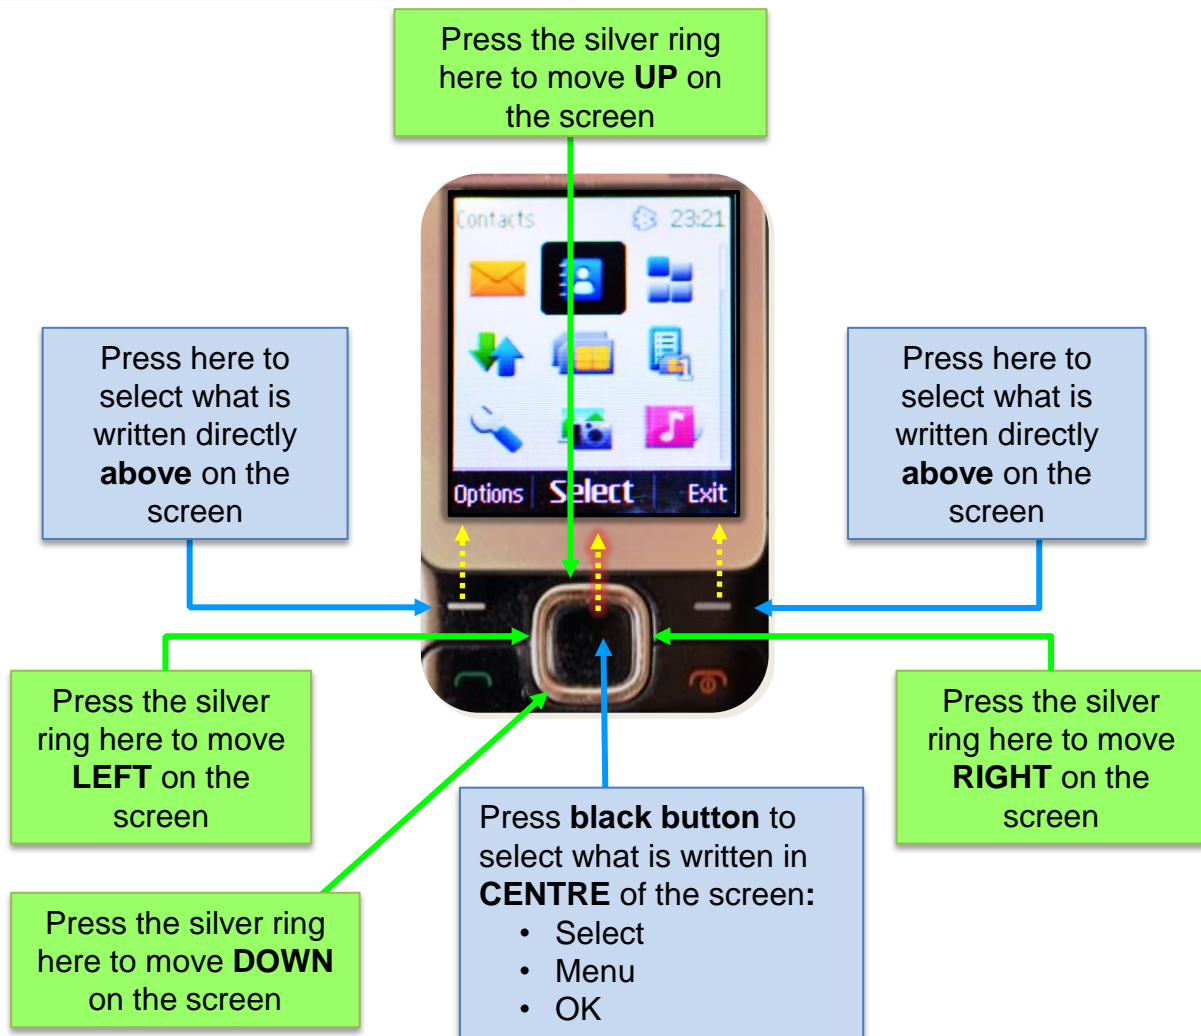 Press the silver ring
here to move UP on
the screen
Contacts
23:21
Options
Select
Exit
Press here to
select what is
written directly
above on the
screen
Press here to
select what is
written directly
above on the
screen
Press the silver
ring here to move
LEFT on the
screen
Press the silver
ring here to move
RIGHT on the
screen
Press the silver ring
here to move DOWN
on the screen
Press black button to
select what is written in
CENTRE of the screen:
• Select
• Menu
• OK